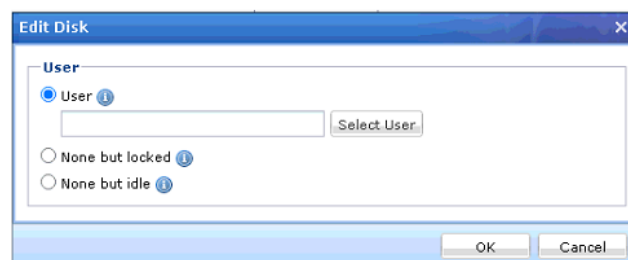 Edit Disk
User
User
Select User
None but locked
None but idle
OK Cancel